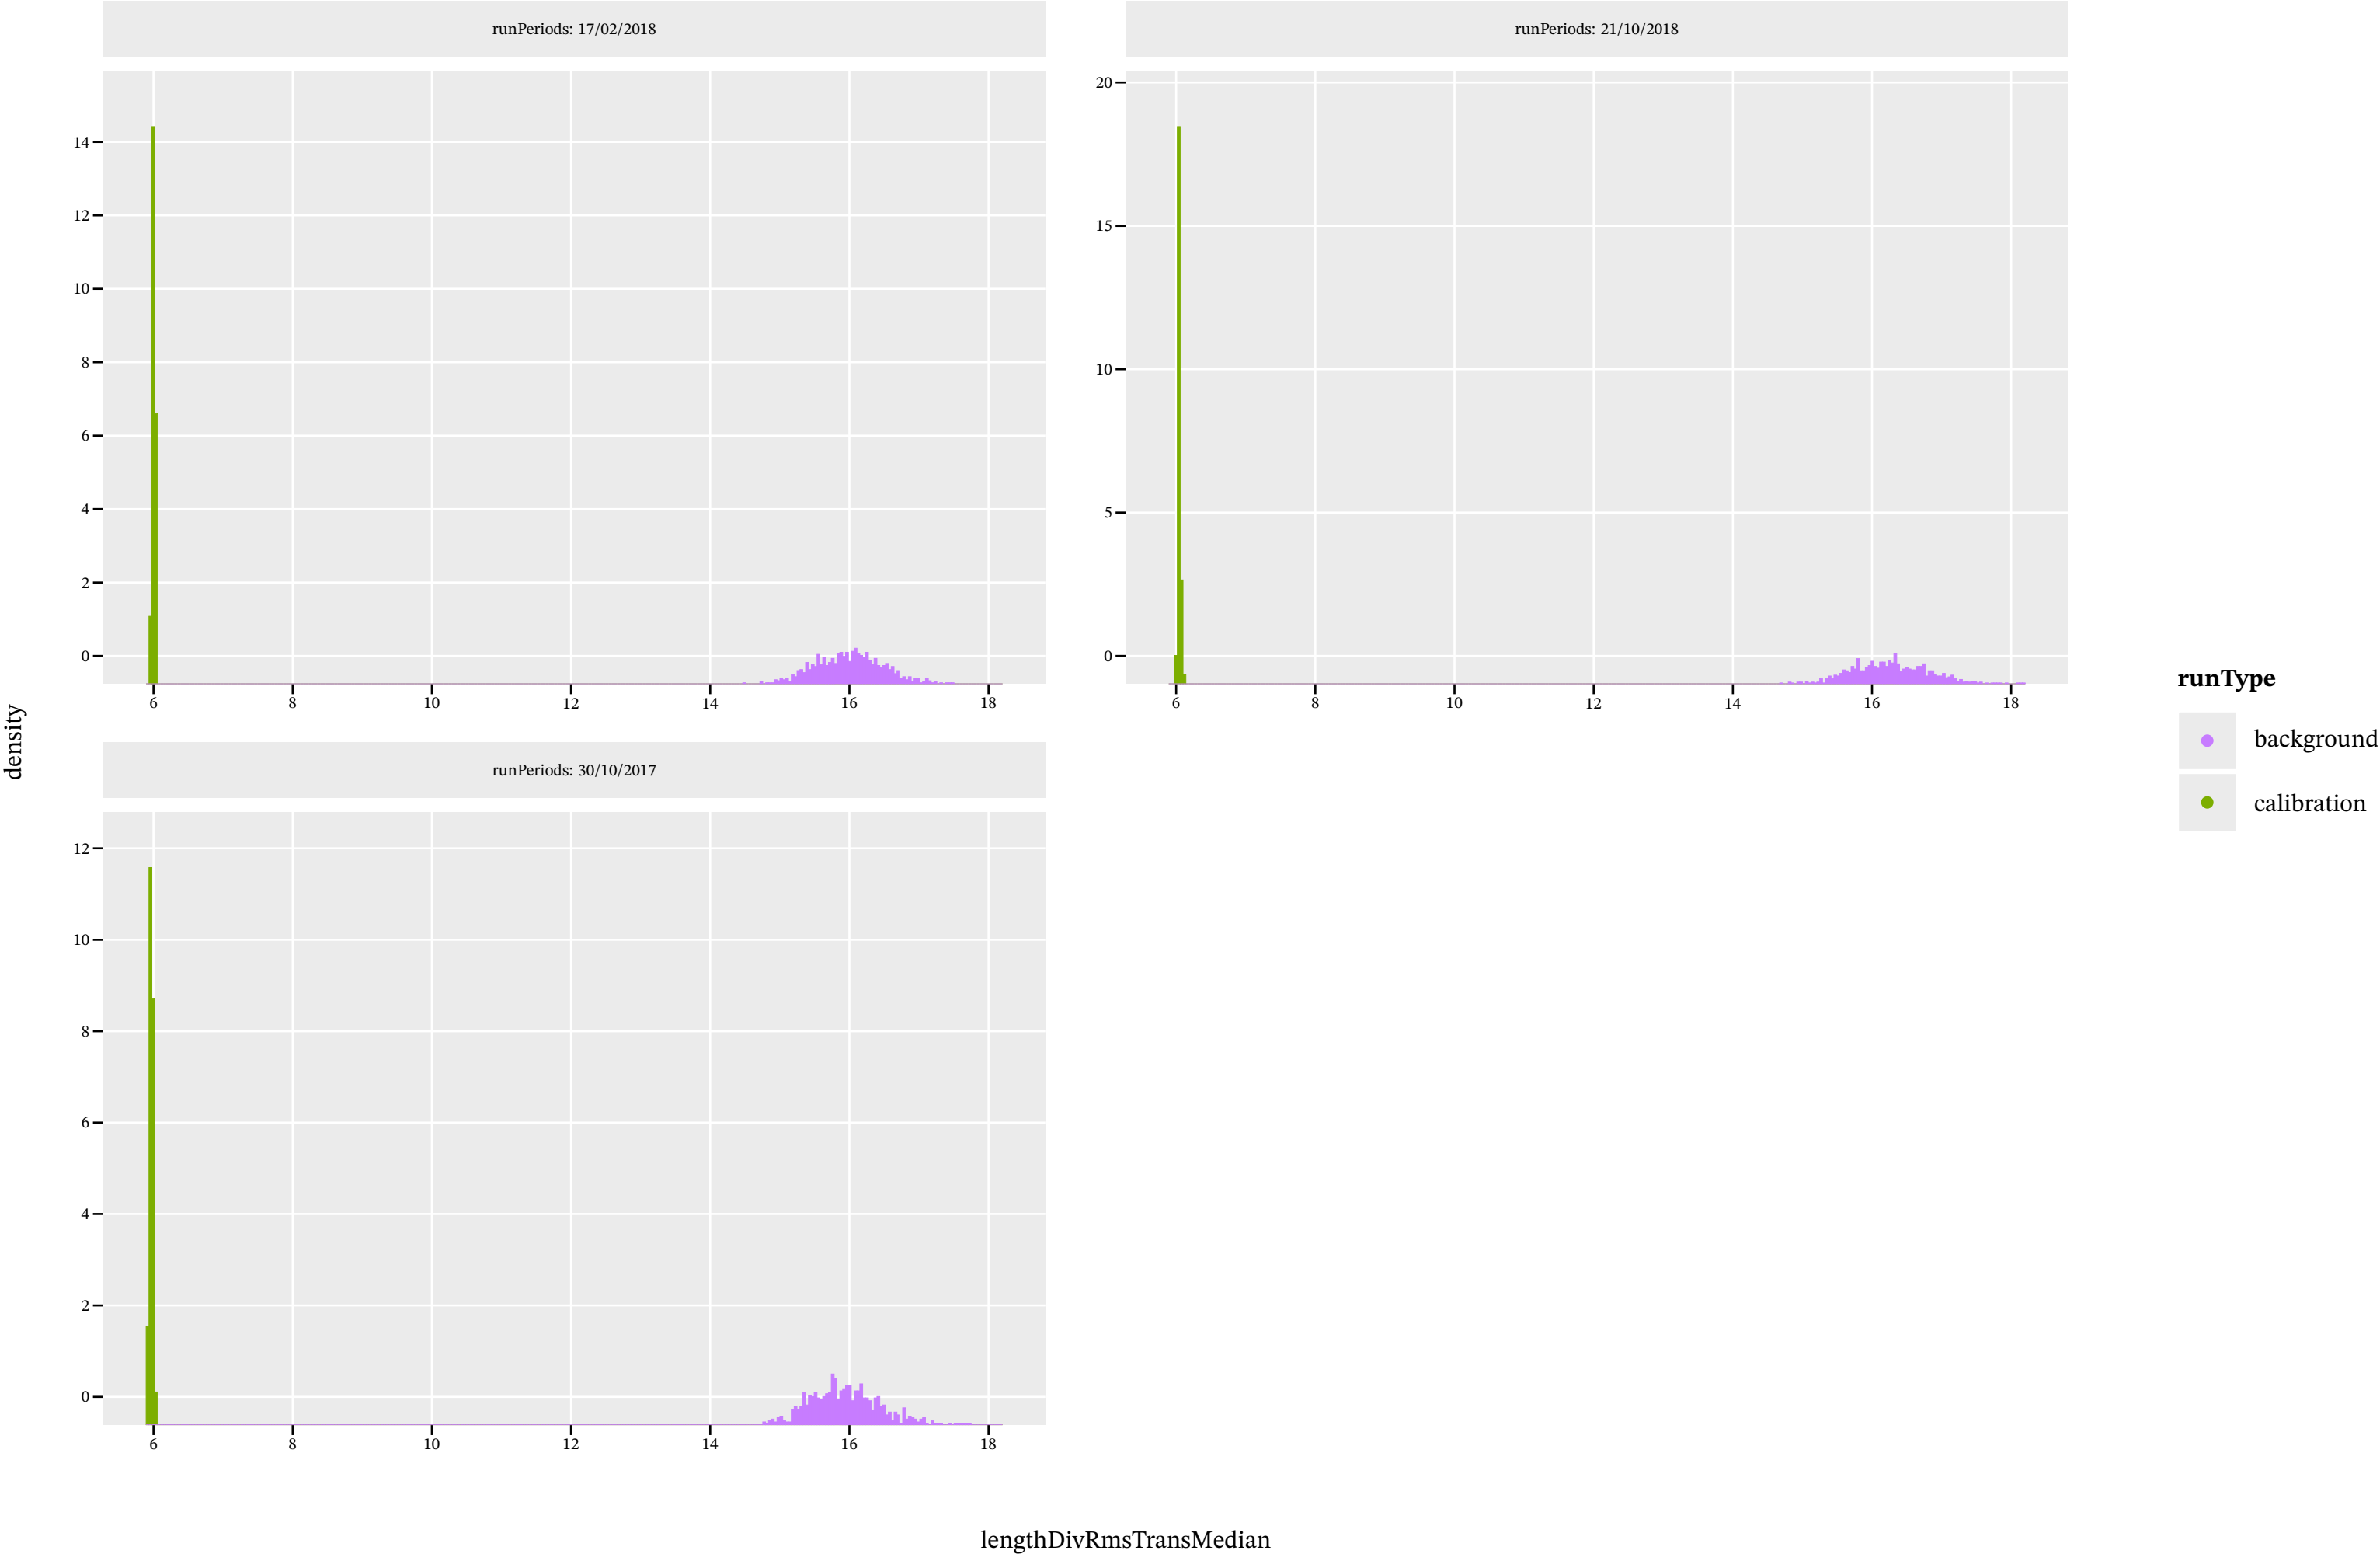 runPeriods: 17/02/2018
14
12
10
8
6
4
2
0
6 8 10 12 14 16 18
runPeriods: 21/10/2018
20
15
10
5
0
6 8 10 12 14 16 18
runPeriods: 30/10/2017
12
10
8
6
4
2
0
6 8 10 12 14 16 18
density
lengthDivRmsTransMedian
runType
background
calibration